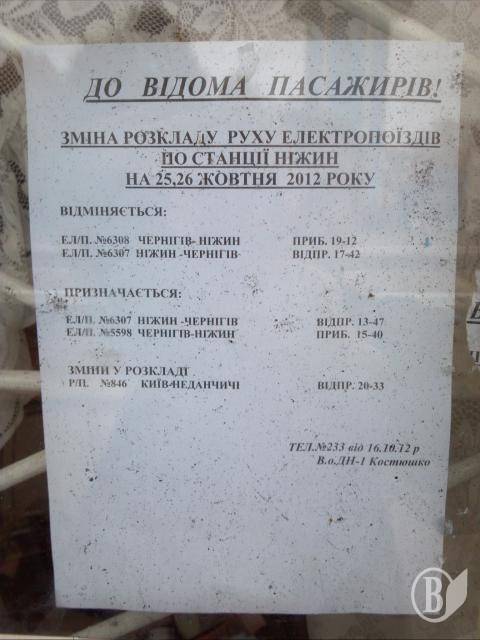 ДО ВІДОМА ПАСАЖИРІВ!
ЗМІНА РОЗКЛАДУ РУХУ ЕЛЕКТРОПОЇЗДІВ
ПО СТАНЦІЇ НІЖИН
НА 25,26 ЖОВТНЯ 2012 РОКУ
ВІДМІНЯЄТЬСЯ:
ЕЛ/П. №6308 ЧЕРНІГІВ- НІЖИН ПРИБ. 19-12
ЕЛ/П. №6307 НІЖИН -ЧЕРНІГІВ ВІДПР. 17-42
ПРИЗНАЧАЄТЬСЯ:
ЕЛ/П. №6307 НІЖИН -ЧЕРНІГІВ ВІДПР. 13-47
ЕЛ/П. №5598 ЧЕРНІГІВ-НІЖИН ПРИБ. 15-40
ЗМІНИ У РОЗКЛАДІ
Р/П. №846 КИЇВ-НЕДАНЧИЧІ ВІДПР. 20-33
ТЕЛ.№233 від 16.10.12 р
В.о.ДН-1 Костюшко
В